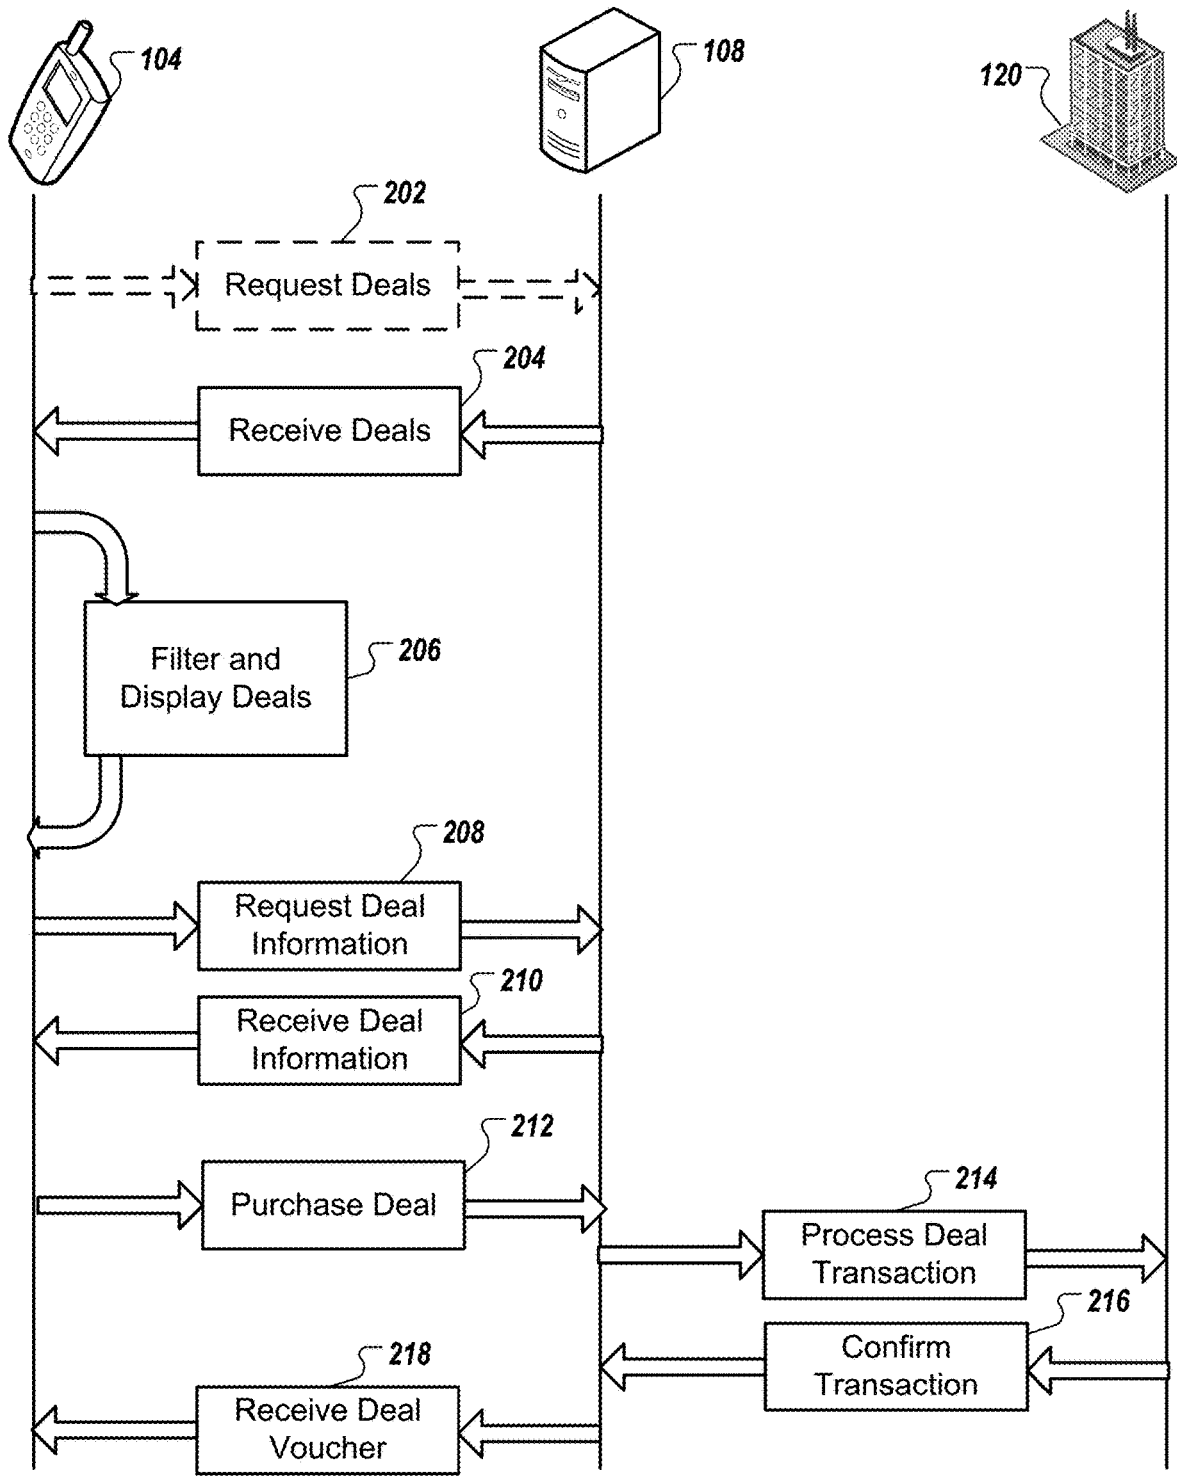 104
108
120
202
Request Deals
204
Receive Deals
206
Filter and
Display Deals
208
Request Deal
Information
210
Receive Deal
Information
212
Purchase Deal
214
Process Deal
Transaction
216
Confirm
Transaction
218
Receive Deal
Voucher